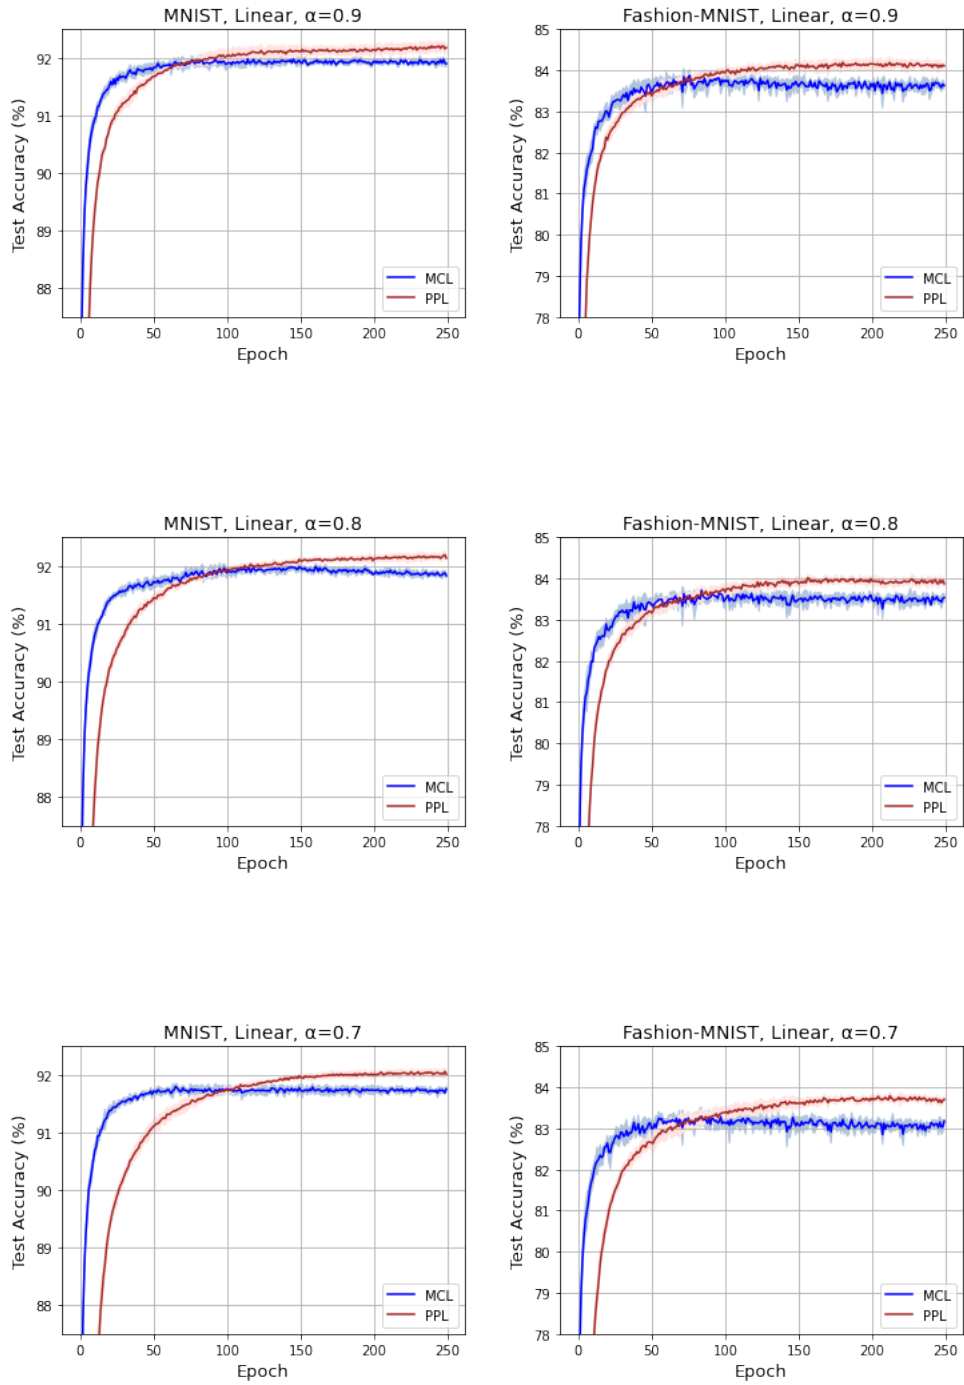 MNIST, Linear, α=0.9
Test Accuracy (%)
92
91
90
89
88
0 50 100 150 200 250
Epoch
MCL
PPL
Fashion-MNIST, Linear, α=0.9
Test Accuracy (%)
85
84
83
82
81
80
79
78
0 50 100 150 200 250
Epoch
MCL
PPL
MNIST, Linear, α=0.8
Test Accuracy (%)
92
91
90
89
88
0 50 100 150 200 250
Epoch
MCL
PPL
Fashion-MNIST, Linear, α=0.8
Test Accuracy (%)
85
84
83
82
81
80
79
78
0 50 100 150 200 250
Epoch
MCL
PPL
MNIST, Linear, α=0.7
Test Accuracy (%)
92
91
90
89
88
0 50 100 150 200 250
Epoch
MCL
PPL
Fashion-MNIST, Linear, α=0.7
Test Accuracy (%)
85
84
83
82
81
80
79
78
0 50 100 150 200 250
Epoch
MCL
PPL